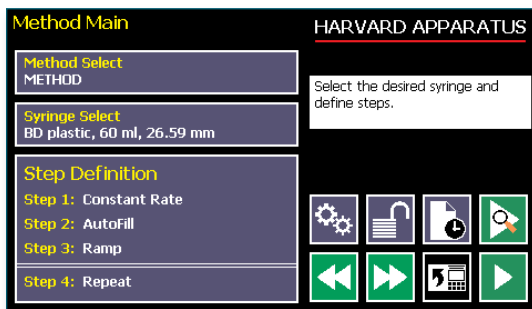 Method Main
HARVARD APPARATUS
Method Select
METHOD
Select the desired syringe and
define steps.
Syringe Select
BD plastic, 60 ml, 26.59 mm
Step Definition
Step 1: Constant Rate
Step 2: AutoFill
Step 3: Ramp
Step 4: Repeat